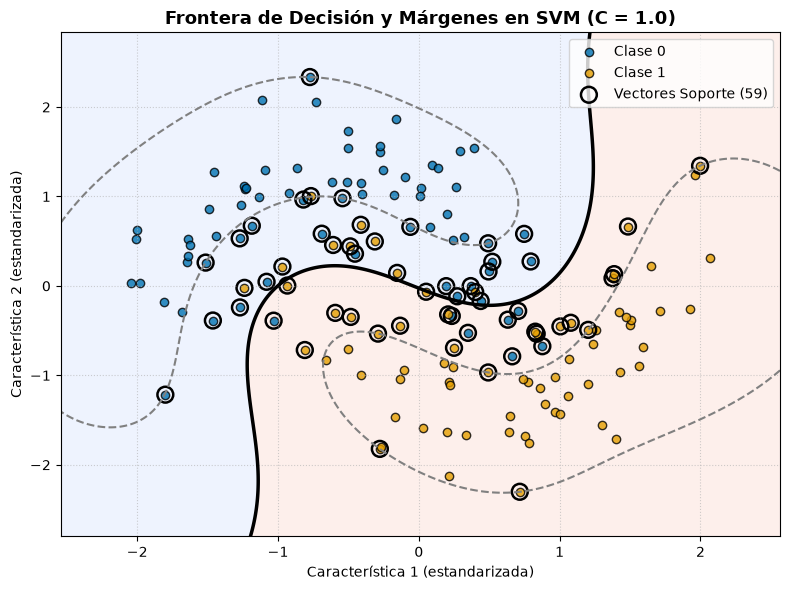 Frontera de Decisión y Márgenes en SVM (C = 1.0)
Clase 0
Clase 1
Vectores Soporte (59)
Característica 2 (estandarizada)
2
1
0
−1
−2
−2
−1
0
1
2
Característica 1 (estandarizada)